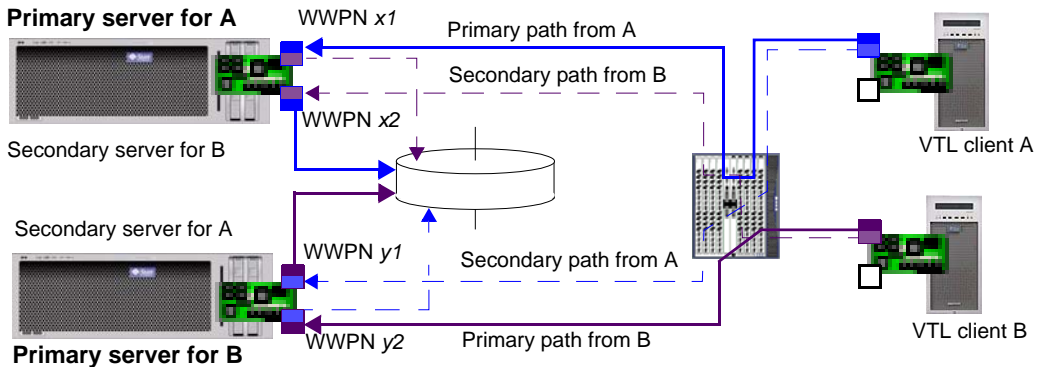 Primary server for A
WWPN x1
Primary path from A
Secondary path from B
WWPN x2
Secondary server for B
VTL client A
Secondary server for A
WWPN y1
Secondary path from A
WWPN y2
Primary path from B
VTL client B
Primary server for B